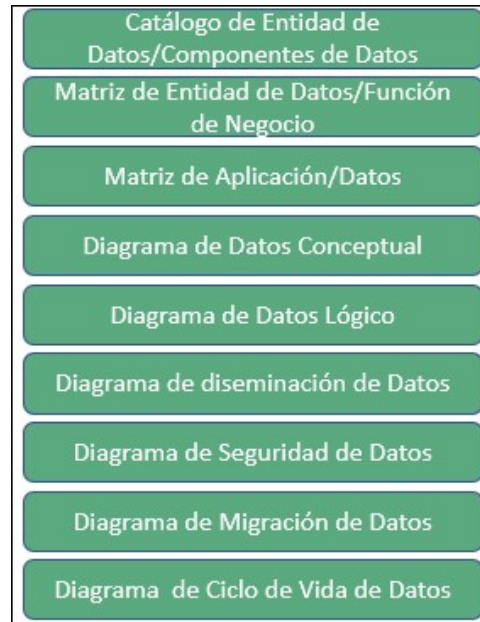 Catálogo de Entidad de
Datos/Componentes de Datos
Matriz de Entidad de Datos/Función
de Negocio
Matriz de Aplicación/Datos
Diagrama de Datos Conceptual
Diagrama de Datos Lógico
Diagrama de diseminación de Datos
Diagrama de Seguridad de Datos
Diagrama de Migración de Datos
Diagrama de Ciclo de Vida de Datos